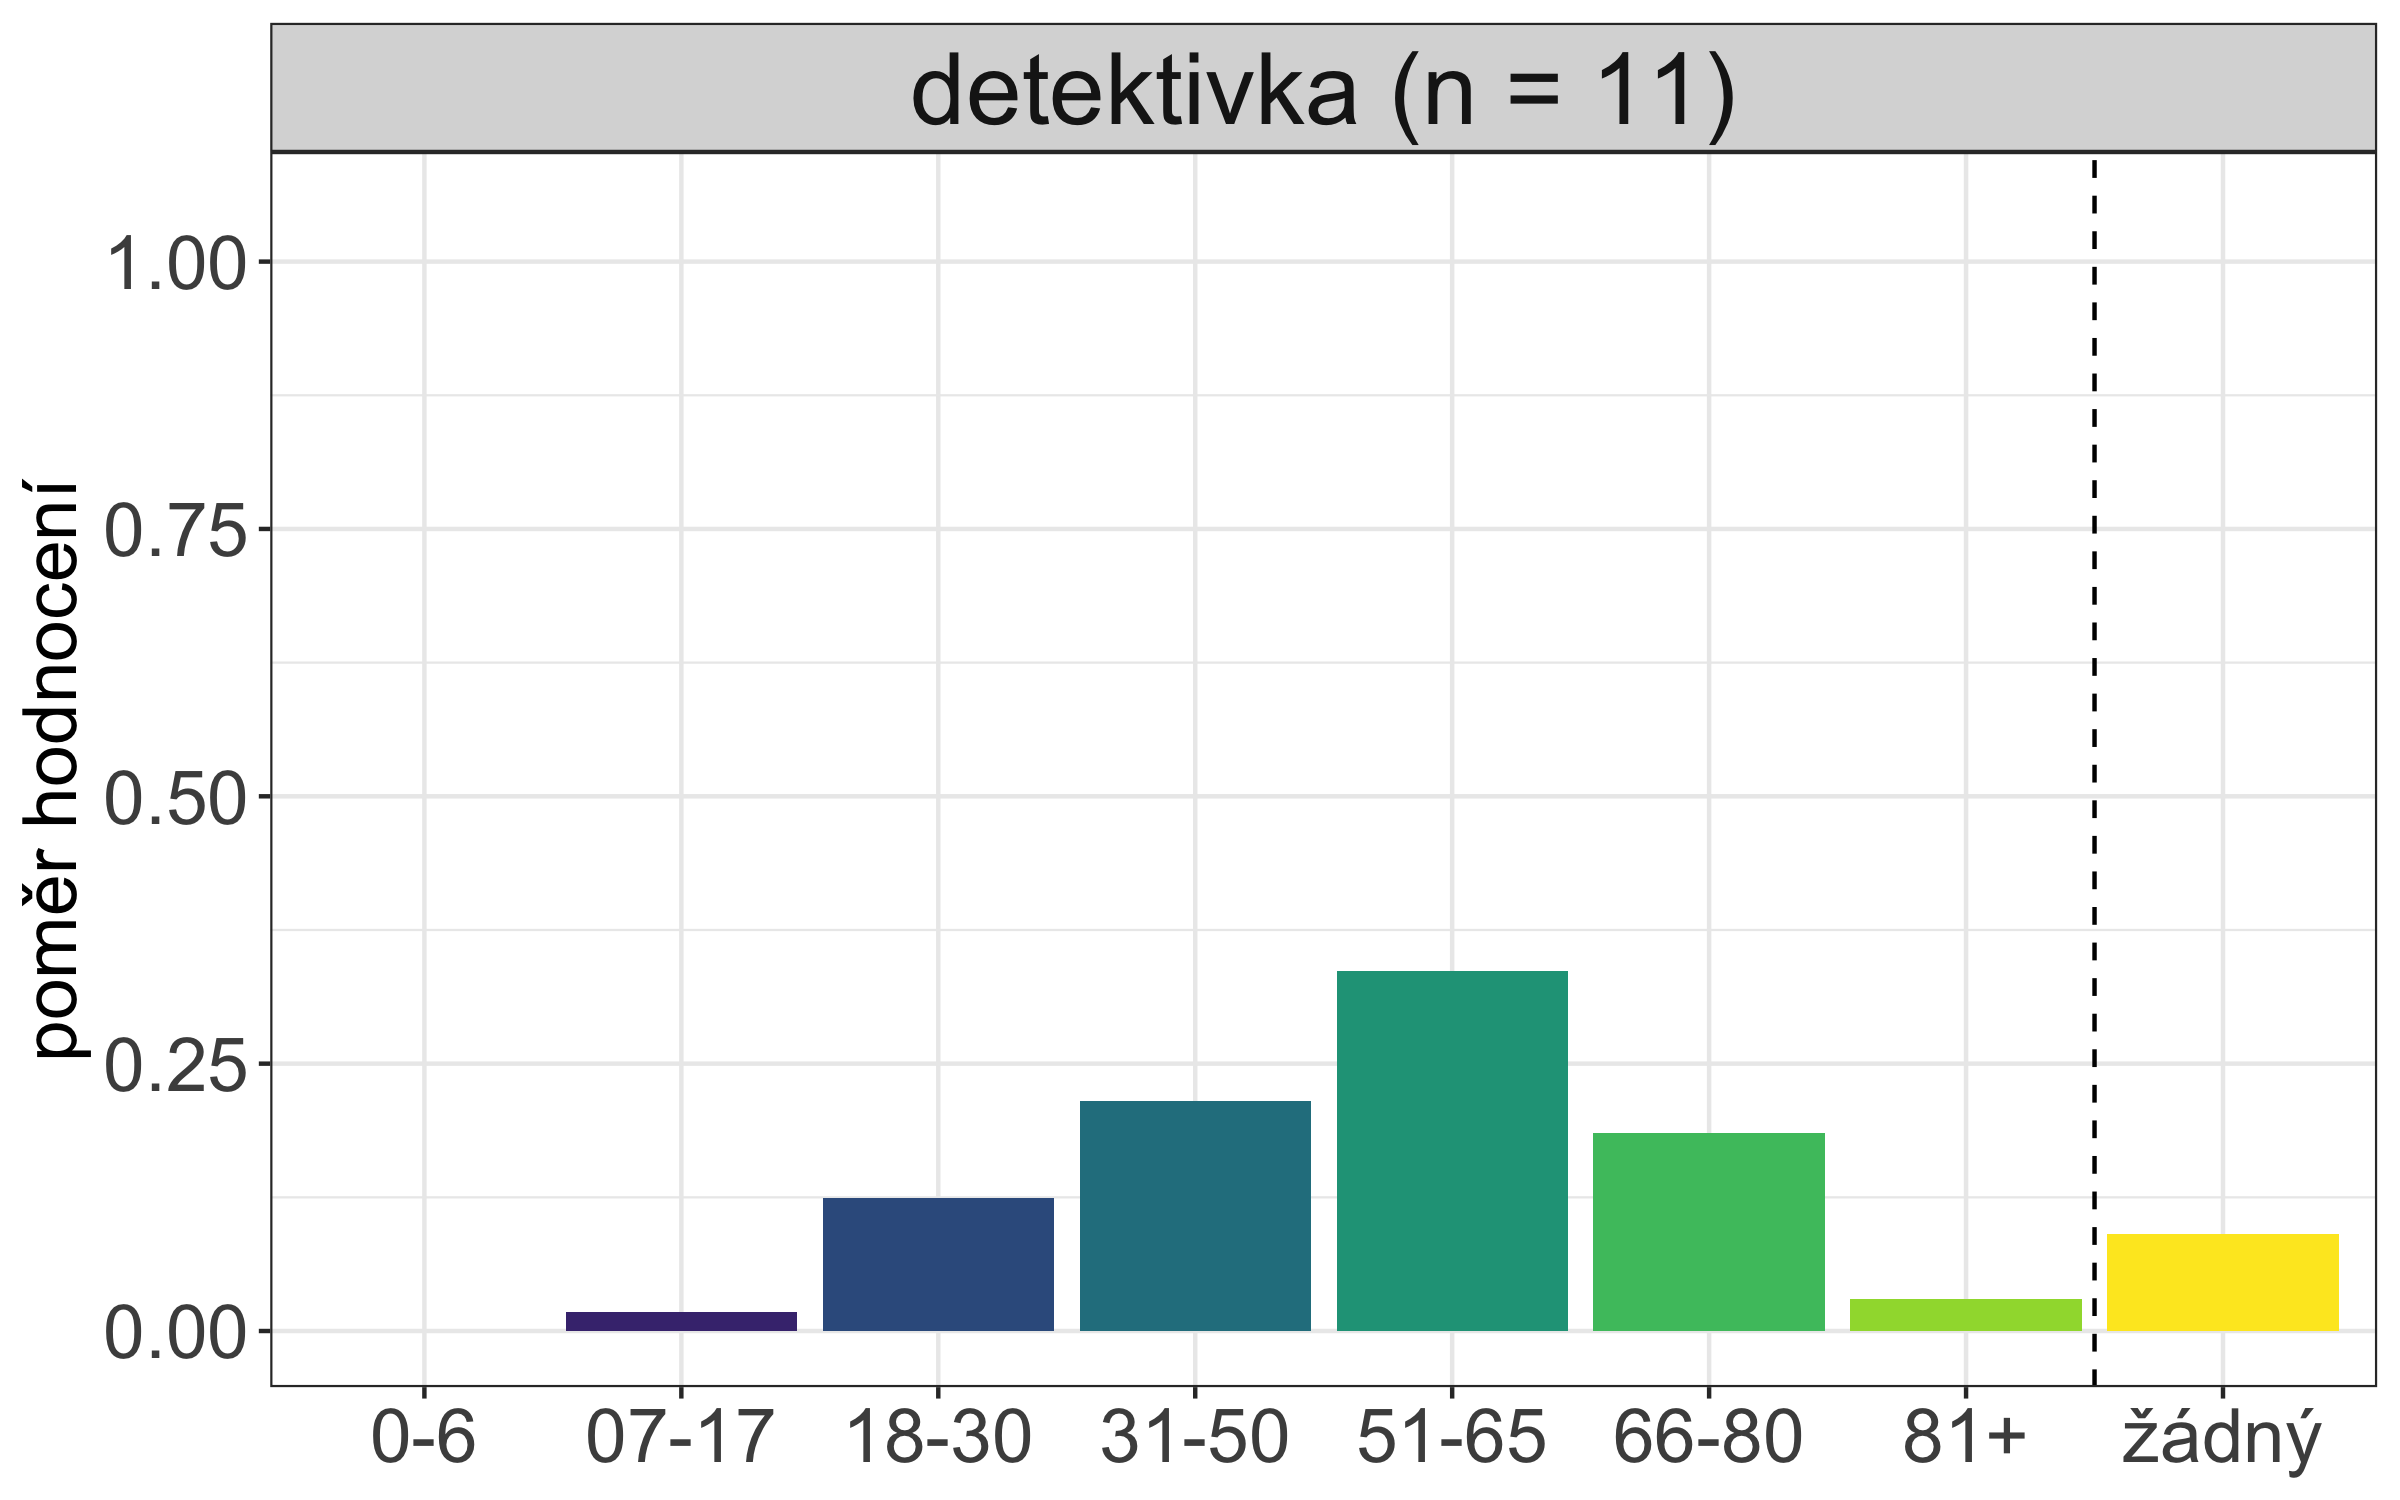 detektivka (n = 11)
poměr hodnocení
1.00
0.75
0.50
0.25
0.00
0-6 07-17 18-30 31-50 51-65 66-80 81+ žádný